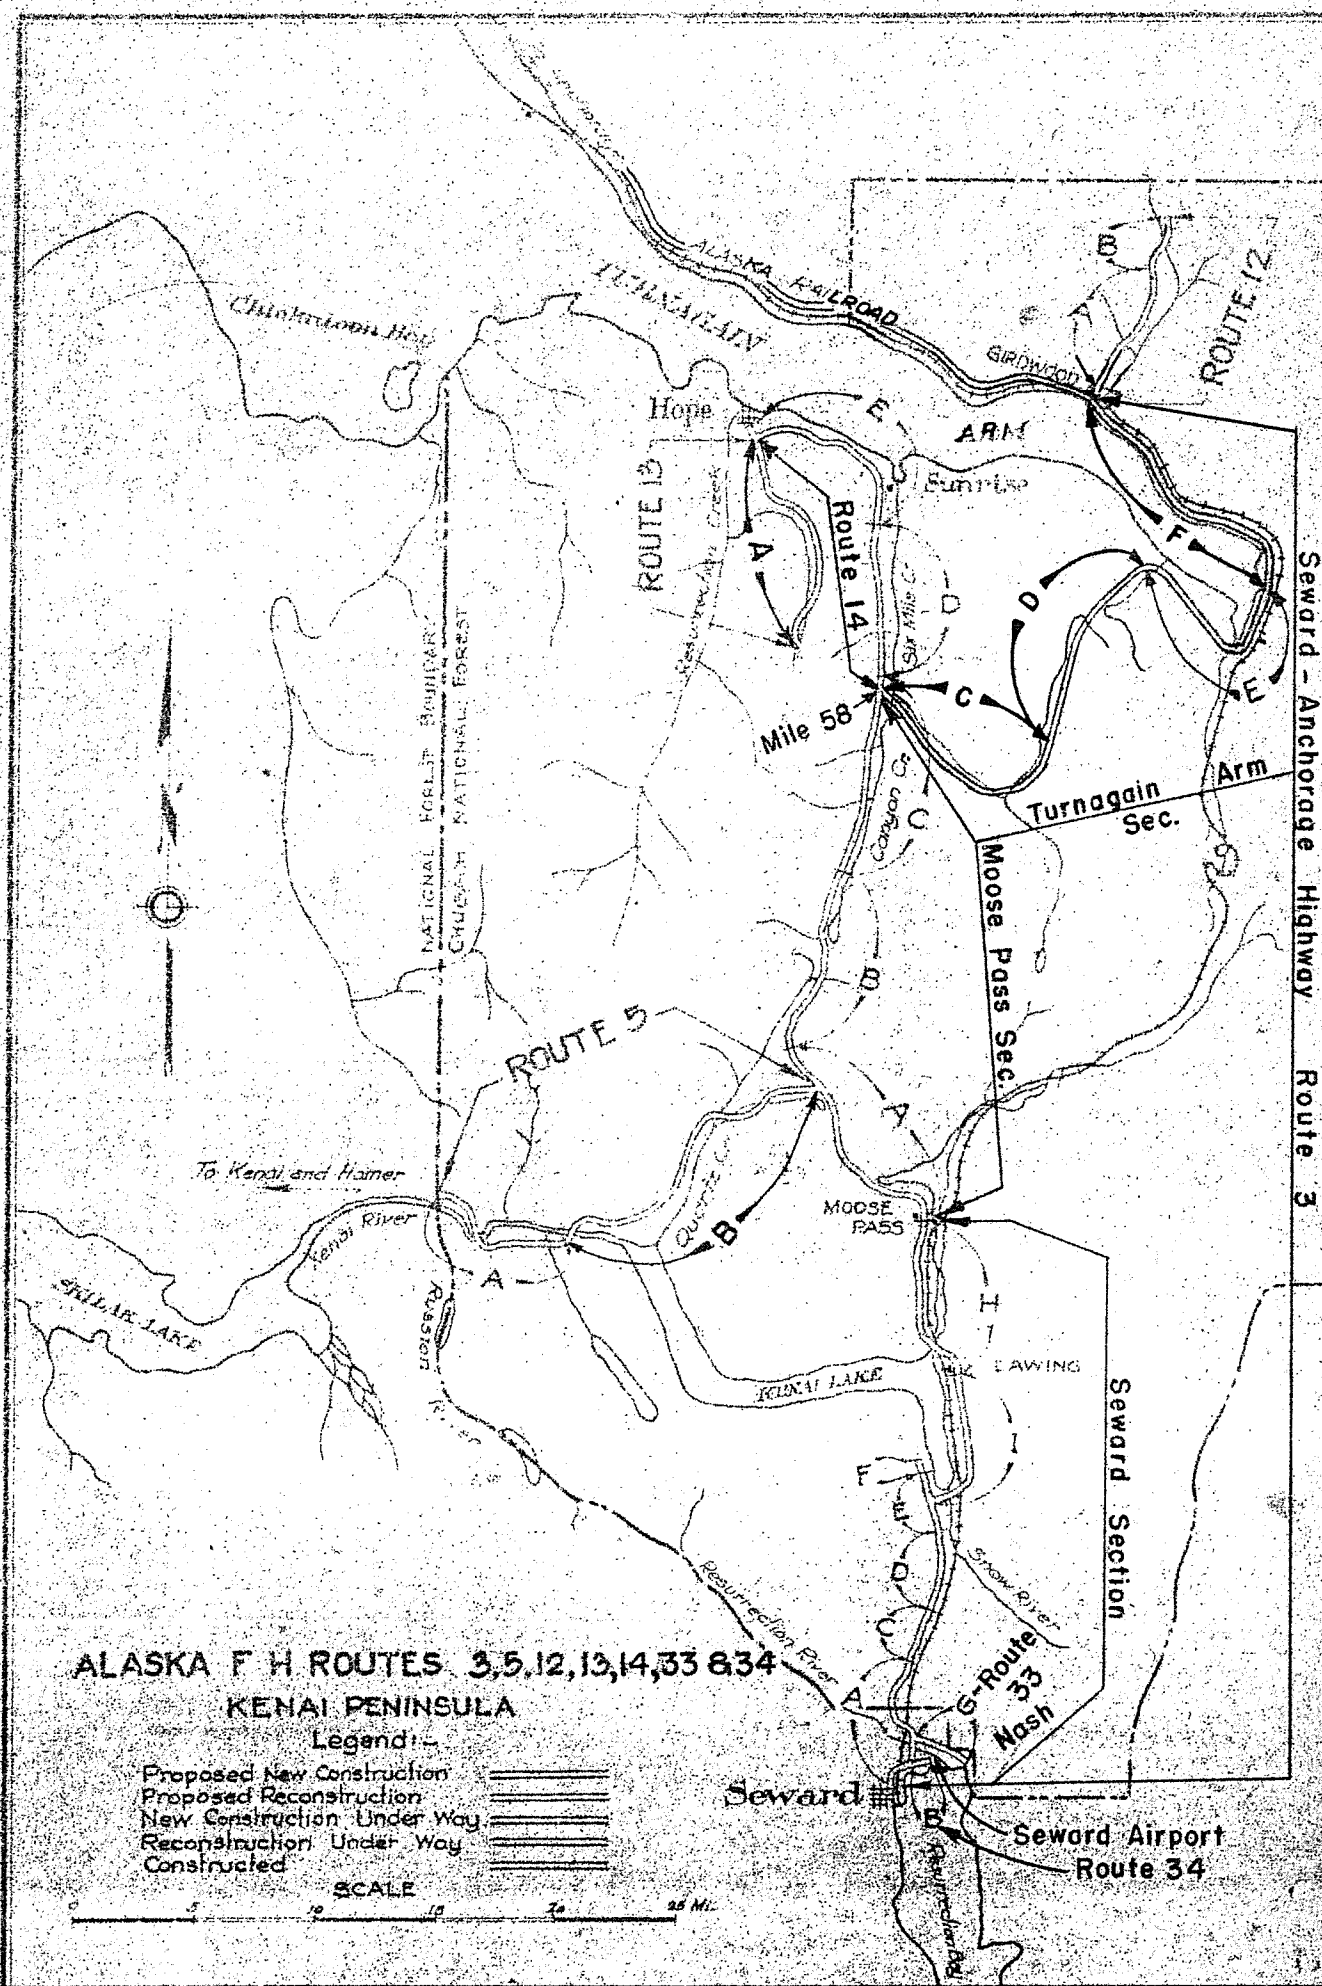 ALASKA RAILROAD
TURNAGAIN
ARM
Chickaloon Bay
B
A
ROUTE 12
GIRDWOOD
Hope
E
Sunrise
ROUTE 13
Resurrection Creek
A
Route 14
Six Mile Cr.
D
F
D
E
C
Mile 58
Canyon Cr.
C
Turnagain Arm
Sec.
Seward - Anchorage Highway Route 3
Moose Pass Sec.
NATIONAL FOREST BOUNDARY
CHUGACH NATIONAL FOREST
B
ROUTE 5
A
To Kenai and Homer
Kenai River
Quartz Cr.
B
MOOSE
PASS
A
SKILAK LAKE
Russian River
H
LAWING
KENAI LAKE
I
Seward Section
F
E
D
C
Snow River
Resurrection River
A
G-Route
33
Nash
Seward
B
Seward Airport
Route 34
Resurrection Bay
ALASKA F H ROUTES 3,5,12,13,14,33 &34
KENAI PENINSULA
Legend:-
Proposed New Construction
Proposed Reconstruction
New Construction Under Way
Reconstruction Under Way
Constructed
SCALE
0 5 10 15 20 25 Mi.